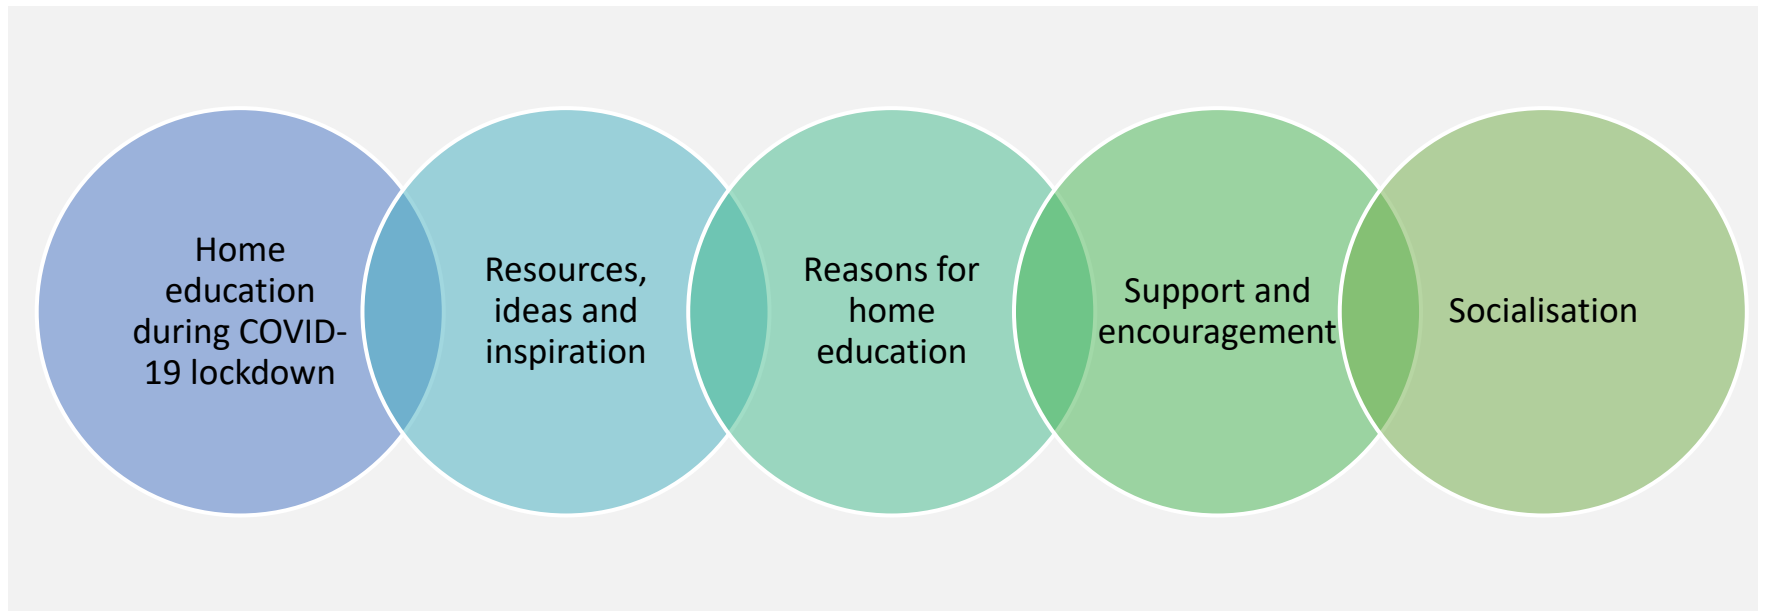 Home
education
during COVID-
19 lockdown
Resources,
ideas and
inspiration
Reasons for
home
education
Support and
encouragement
Socialisation